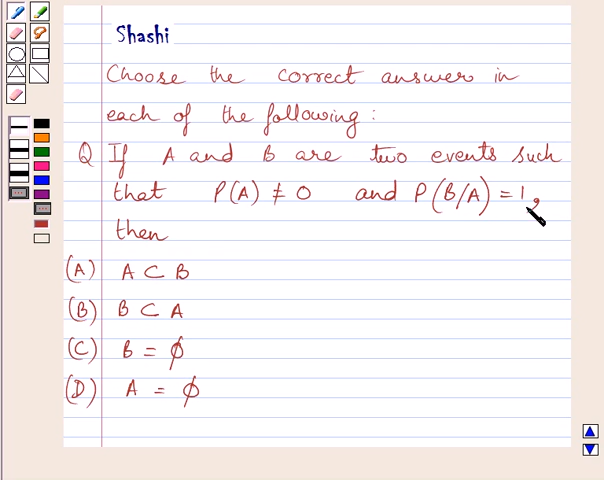 Shashi
Choose the correct answer in
each of the following :
Q If A and B are two events such
that P(A) ≠ 0 and P(B/A) = 1,
then
(A) A ⊂ B
(B) B ⊂ A
(C) B = ϕ
(D) A = ϕ